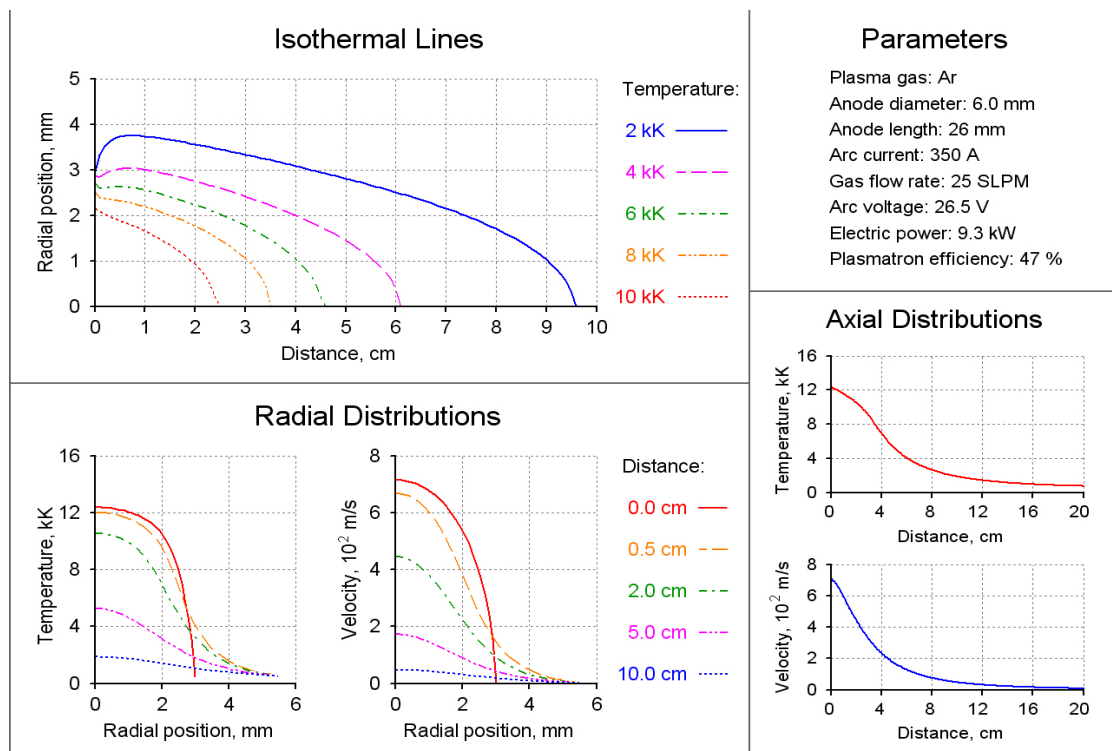 Isothermal Lines
5
4
3
2
1
0
Radial position, mm
0 1 2 3 4 5 6 7 8 9 10
Distance, cm
Temperature:
2 kK
4 kK
6 kK
8 kK
10 kK
Parameters
Plasma gas: Ar
Anode diameter: 6.0 mm
Anode length: 26 mm
Arc current: 350 A
Gas flow rate: 25 SLPM
Arc voltage: 26.5 V
Electric power: 9.3 kW
Plasmatron efficiency: 47 %
Radial Distributions
16
12
8
4
0
Temperature, kK
0 2 4 6
Radial position, mm
8
6
4
2
0
Velocity, 10² m/s
0 2 4 6
Radial position, mm
Distance:
0.0 cm
0.5 cm
2.0 cm
5.0 cm
10.0 cm
Axial Distributions
16
12
8
4
0
Temperature, kK
0 4 8 12 16 20
Distance, cm
8
6
4
2
0
Velocity, 10² m/s
0 4 8 12 16 20
Distance, cm